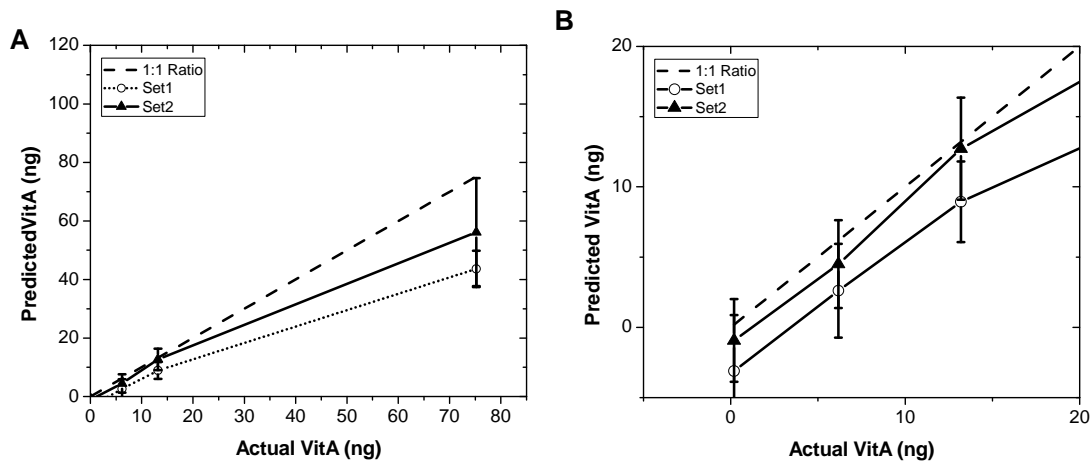 A
B
120
100
80
60
40
20
0
PredictedVitA (ng)
1:1 Ratio
Set1
Set2
0 10 20 30 40 50 60 70 80
Actual VitA (ng)
20
10
0
Predicted VitA (ng)
1:1 Ratio
Set1
Set2
0 10 20
Actual VitA (ng)